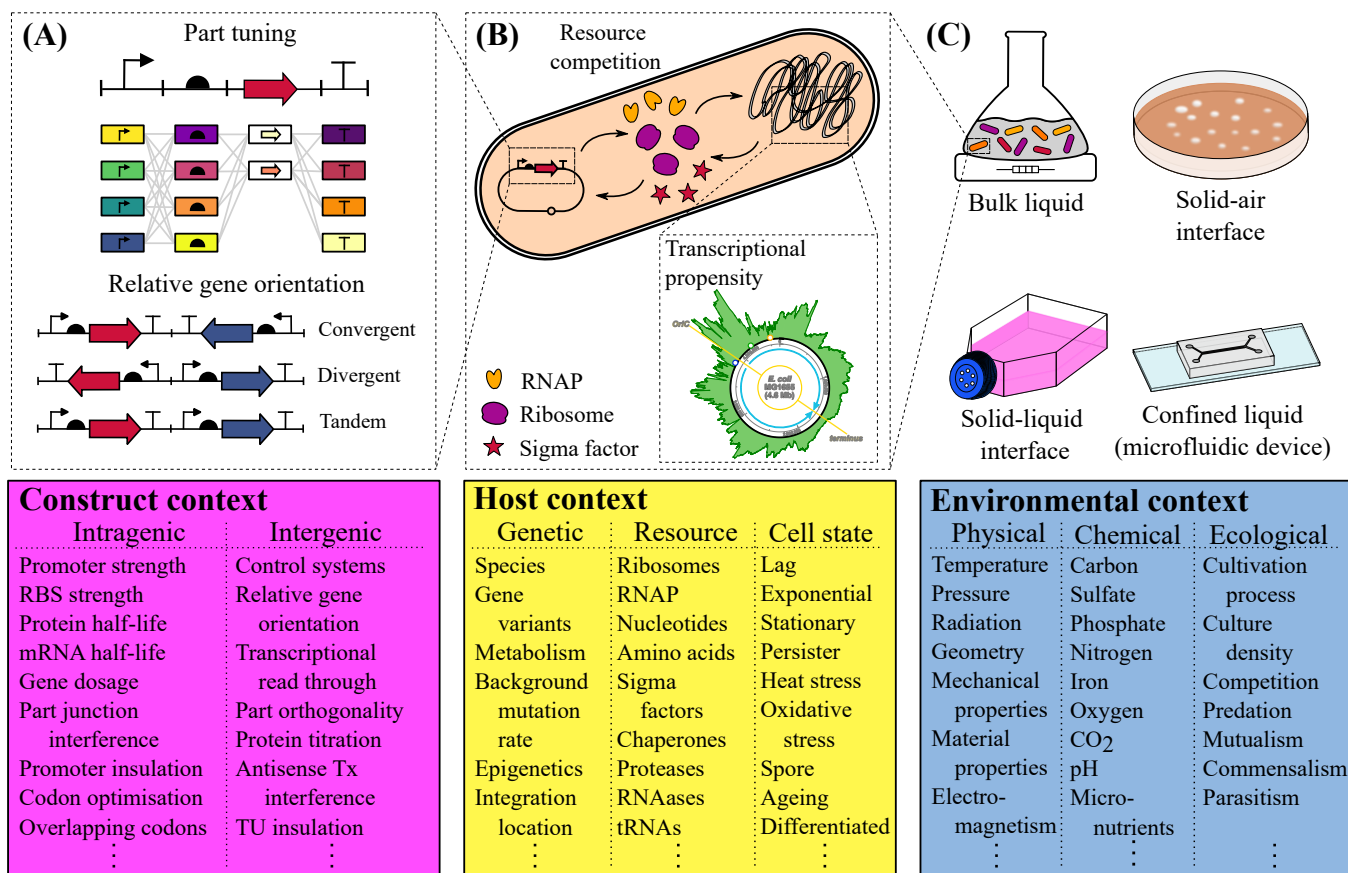 (A)
Part tuning
Relative gene orientation
Convergent
Divergent
Tandem
(B)
Resource
competition
Transcriptional
propensity
OriC
E. coli
MG1655
(4.6 Mb)
terminus
RNAP
Ribosome
Sigma factor
(C)
Bulk liquid
Solid-air
interface
Solid-liquid
interface
Confined liquid
(microfluidic device)
Construct context
Intragenic
Promoter strength
RBS strength
Protein half-life
mRNA half-life
Gene dosage
Part junction
interference
Promoter insulation
Codon optimisation
Overlapping codons
Intergenic
Control systems
Relative gene
orientation
Transcriptional
read through
Part orthogonality
Protein titration
Antisense Tx
interference
TU insulation
Host context
Genetic
Species
Gene
variants
Metabolism
Background
mutation
rate
Epigenetics
Integration
location
Resource
Ribosomes
RNAP
Nucleotides
Amino acids
Sigma
factors
Chaperones
Proteases
RNAases
tRNAs
Cell state
Lag
Exponential
Stationary
Persister
Heat stress
Oxidative
stress
Spore
Ageing
Differentiated
Environmental context
Physical
Temperature
Pressure
Radiation
Geometry
Mechanical
properties
Material
properties
Electro-
magnetism
Chemical
Carbon
Sulfate
Phosphate
Nitrogen
Iron
Oxygen
CO2
pH
Micro-
nutrients
Ecological
Cultivation
process
Culture
density
Competition
Predation
Mutualism
Commensalism
Parasitism